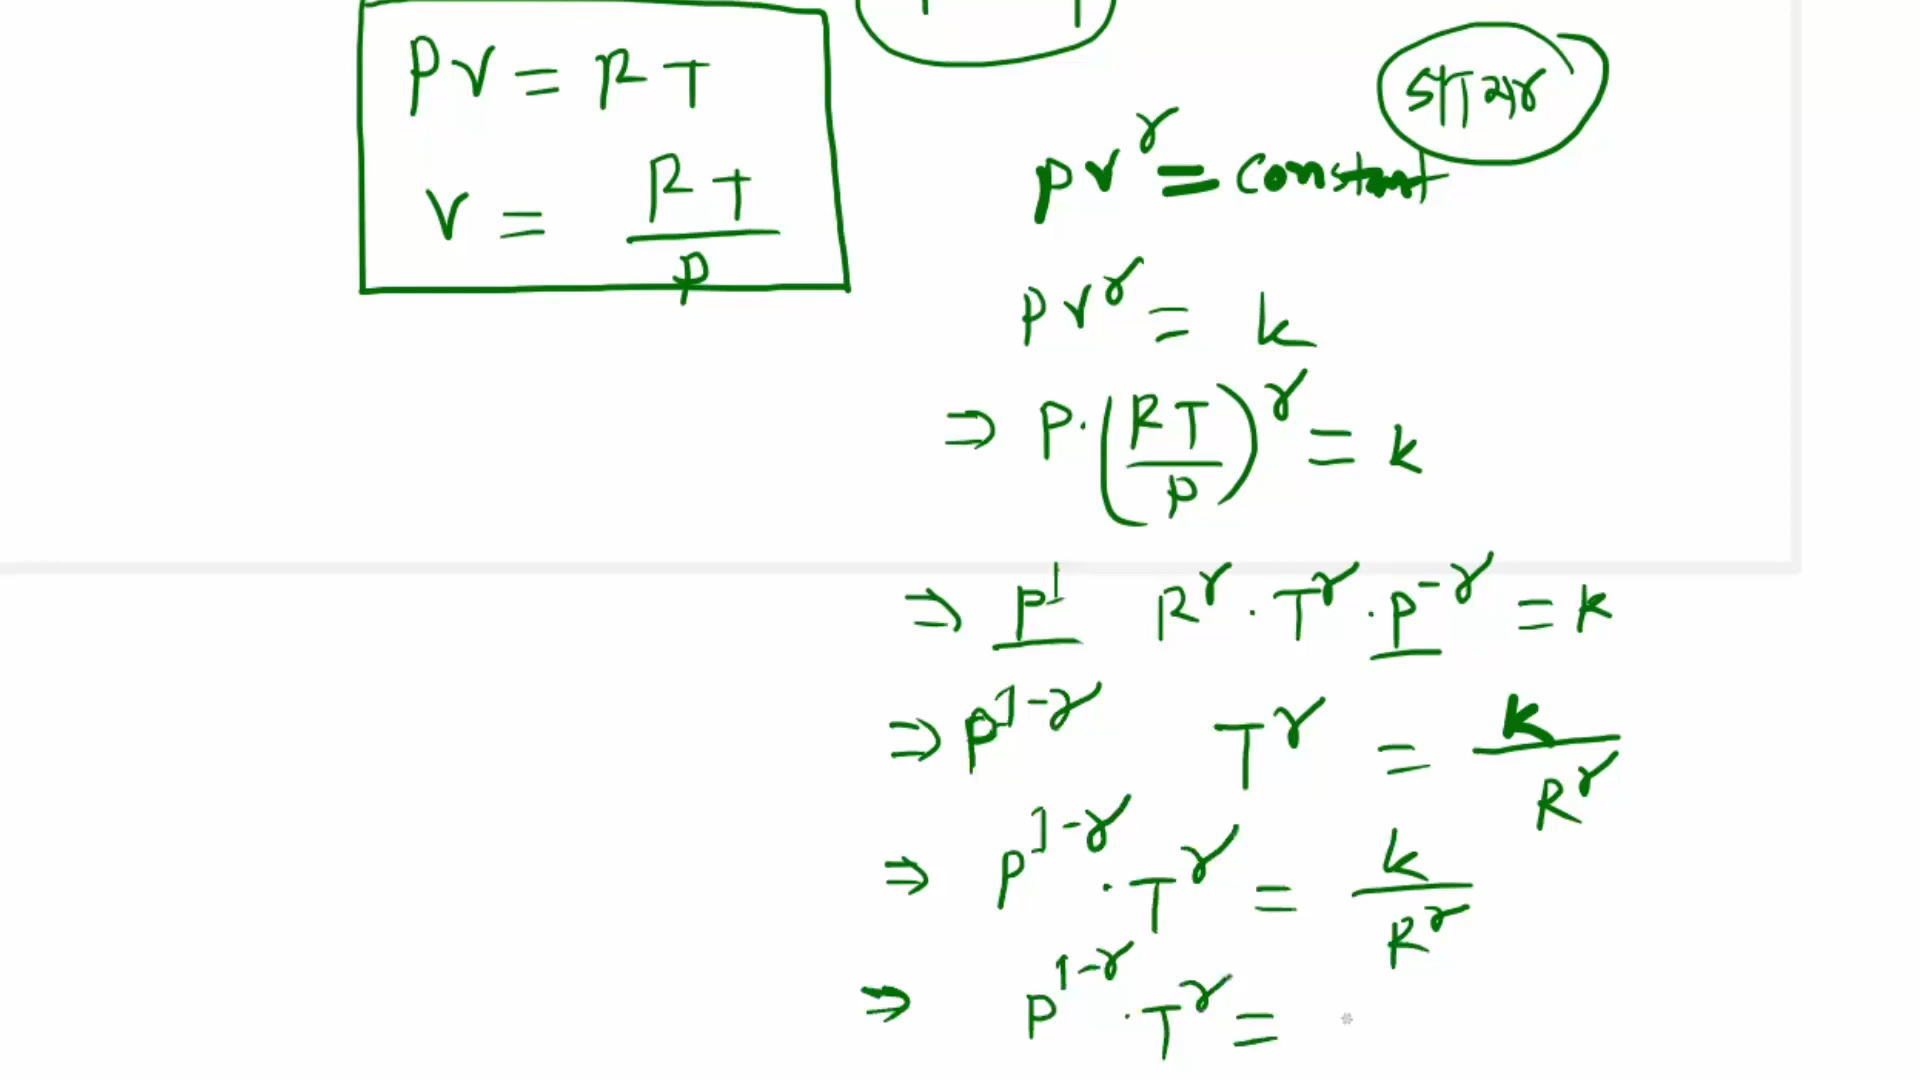 PV = RT
V = RT/P
PV^γ = constant
PV^γ = k
⇒ P·(RT/P)^γ = k
⇒ P^1 R^γ · T^γ · P^-γ = k
⇒ P^1-γ T^γ = k/R^γ
⇒ P^1-γ · T^γ = k/R^γ
⇒ P^1-γ · T^γ =